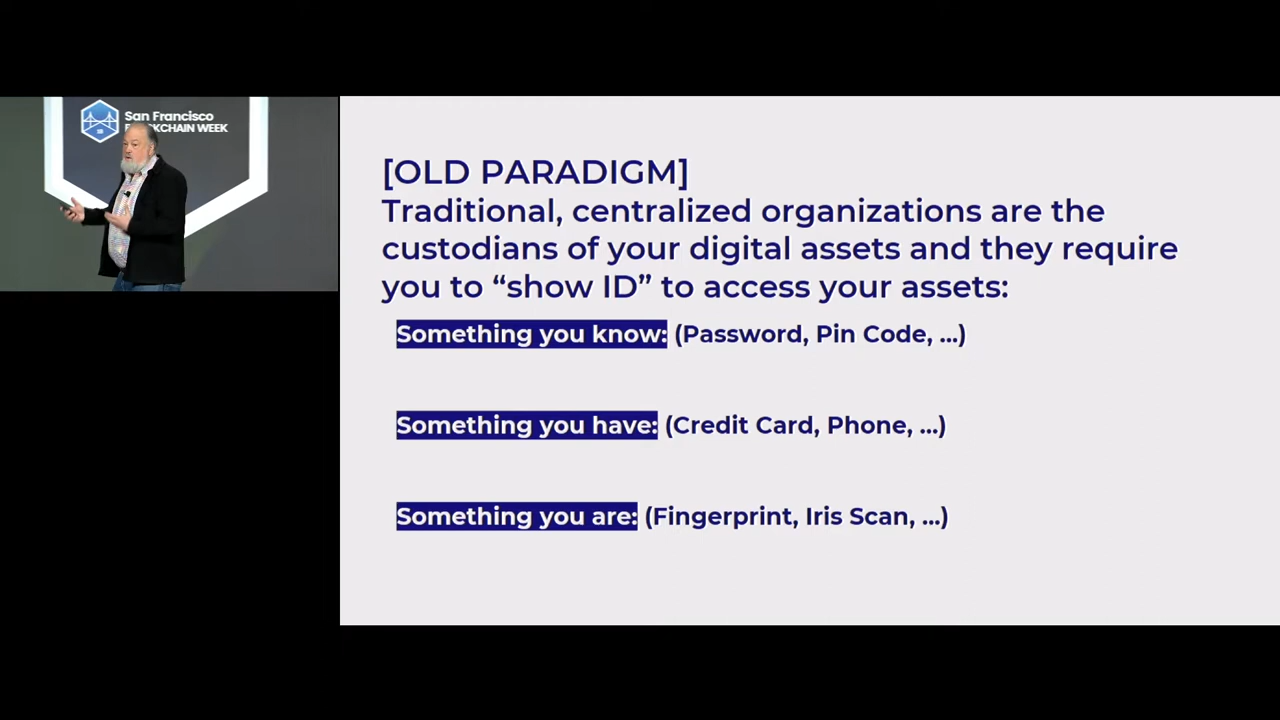 San Francisco
BLOCKCHAIN WEEK
[OLD PARADIGM]
Traditional, centralized organizations are the
custodians of your digital assets and they require
you to “show ID” to access your assets:
Something you know: (Password, Pin Code, ...)
Something you have: (Credit Card, Phone, ...)
Something you are: (Fingerprint, Iris Scan, ...)